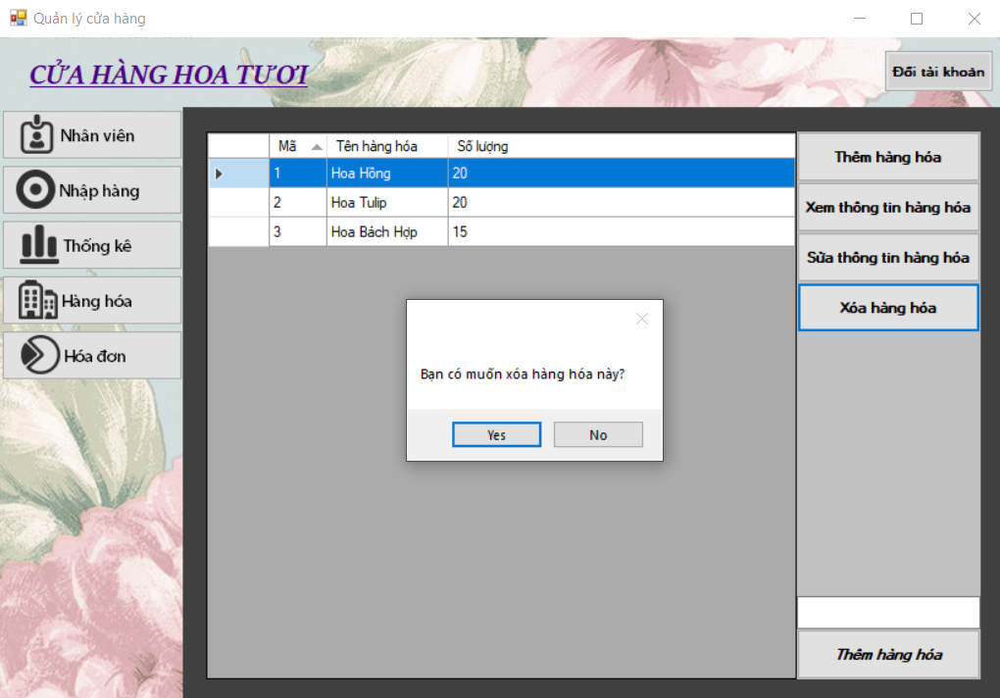 Quản lý cửa hàng
CỬA HÀNG HOA TƯƠI
Đổi tài khoản
Nhân viên
Nhập hàng
Thống kê
Hàng hóa
Hóa đơn
Mã Tên hàng hóa Số lượng
1 Hoa Hồng 20
2 Hoa Tulip 20
3 Hoa Bách Hợp 15
Bạn có muốn xóa hàng hóa này?
Yes No
Thêm hàng hóa
Xem thông tin hàng hóa
Sửa thông tin hàng hóa
Xóa hàng hóa
Thêm hàng hóa